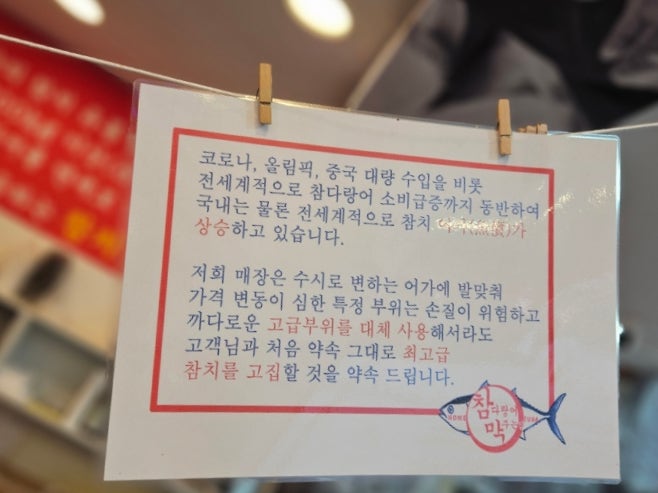 코로나, 올림픽, 중국 대량 수입을 비롯
전세계적으로 참다랑어 소비급증까지 동반하여
국내는 물론 전세계적으로 참치 가
상승하고 있습니다.
저희 매장은 수시로 변하는 어가에 발맞춰
가격 변동이 심한 특정 부위는 손질이 위험하고
까다로운 고급부위를 대체 사용해서라도
고객님과 처음 약속 그대로 최고급
참치를 고집할 것을 약속 드립니다.
참다랑어
막주는